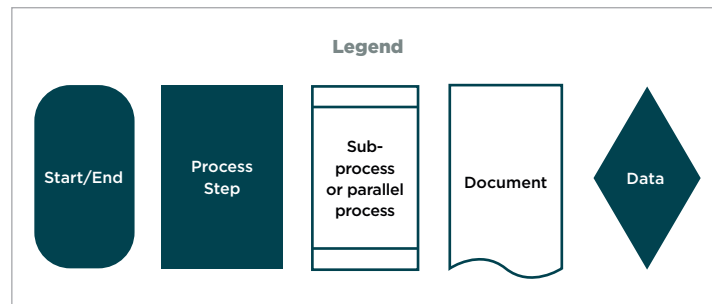 Legend
Start/End
Process
Step
Sub-
process
or parallel
process
Document
Data